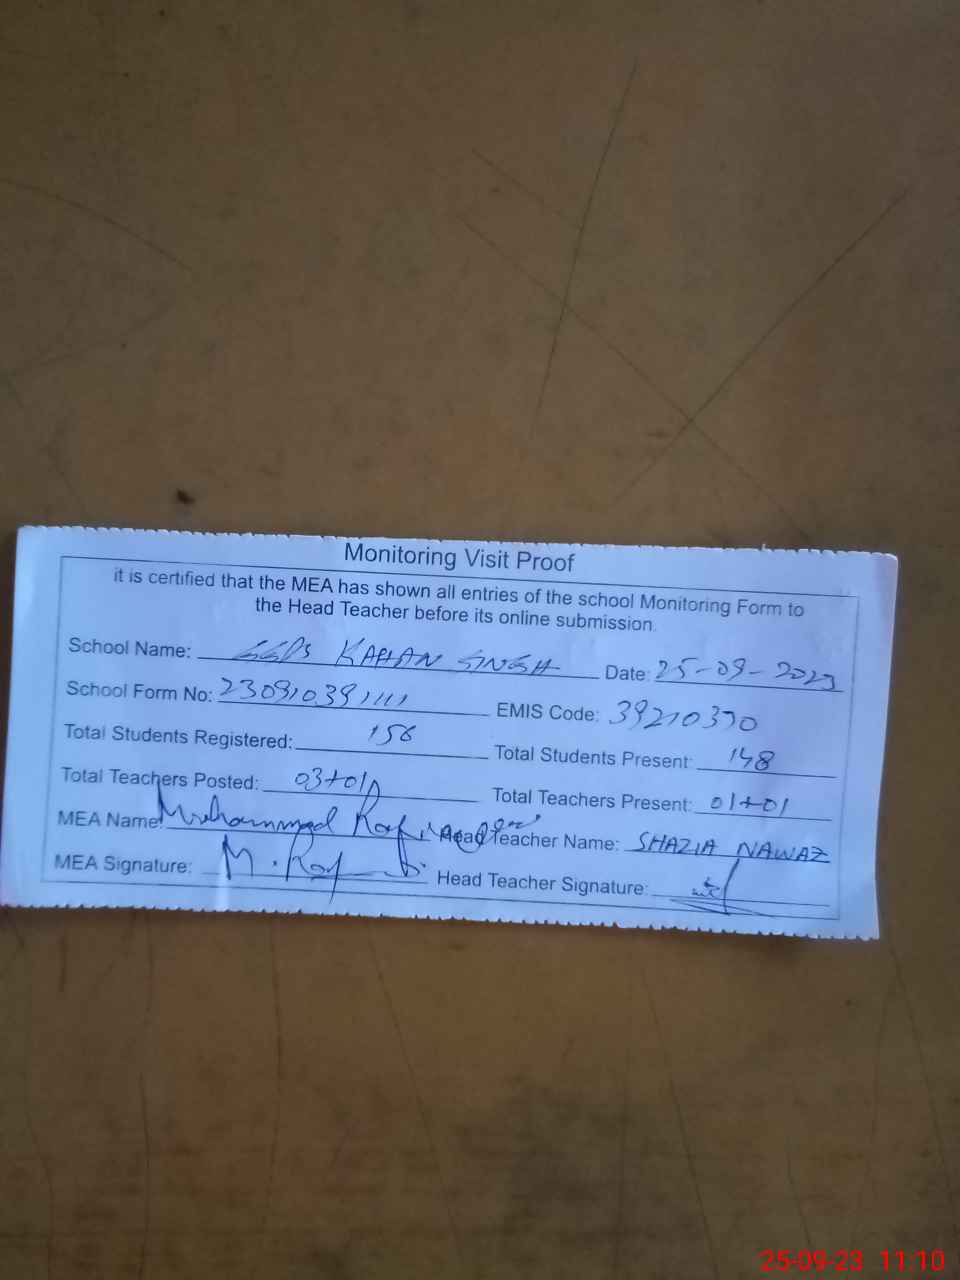 Monitoring Visit Proof
it is certified that the MEA has shown all entries of the school Monitoring Form to
the Head Teacher before its online submission.
School Name: GGPS KAHAN SINGH Date: 25-09-2023
School Form No: 230910391111 EMIS Code: 39210370
Total Students Registered: 156 Total Students Present: 148
Total Teachers Posted: 03+01 Total Teachers Present: 01+01
MEA Name: Muhammad Head Teacher Name: SHAZIA NAWAZ
MEA Signature: Head Teacher Signature:
25-09-23 11:10